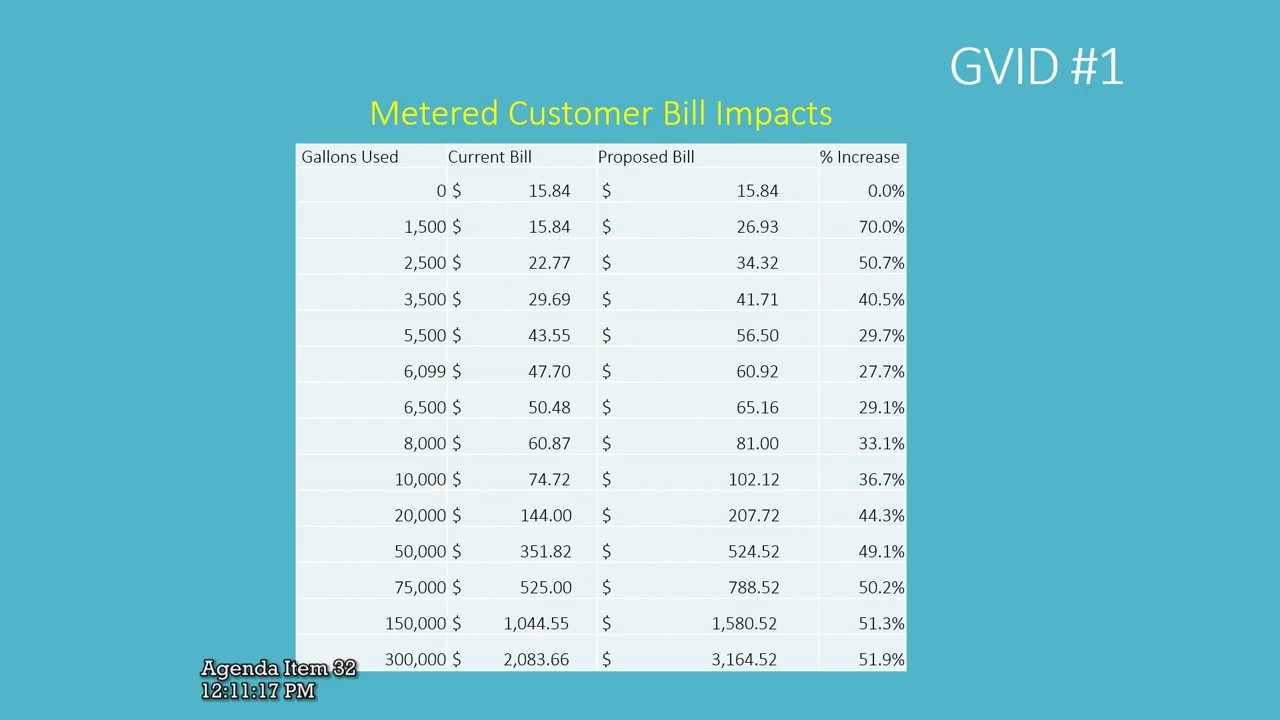 GVID #1
Metered Customer Bill Impacts
Gallons Used Current Bill Proposed Bill % Increase
0 $ 15.84 $ 15.84 0.0%
1,500 $ 15.84 $ 26.93 70.0%
2,500 $ 22.77 $ 34.32 50.7%
3,500 $ 29.69 $ 41.71 40.5%
5,500 $ 43.55 $ 56.50 29.7%
6,099 $ 47.70 $ 60.92 27.7%
6,500 $ 50.48 $ 65.16 29.1%
8,000 $ 60.87 $ 81.00 33.1%
10,000 $ 74.72 $ 102.12 36.7%
20,000 $ 144.00 $ 207.72 44.3%
50,000 $ 351.82 $ 524.52 49.1%
75,000 $ 525.00 $ 788.52 50.2%
150,000 $ 1,044.55 $ 1,580.52 51.3%
300,000 $ 2,083.66 $ 3,164.52 51.9%
Agenda Item 32
12:11:17 PM